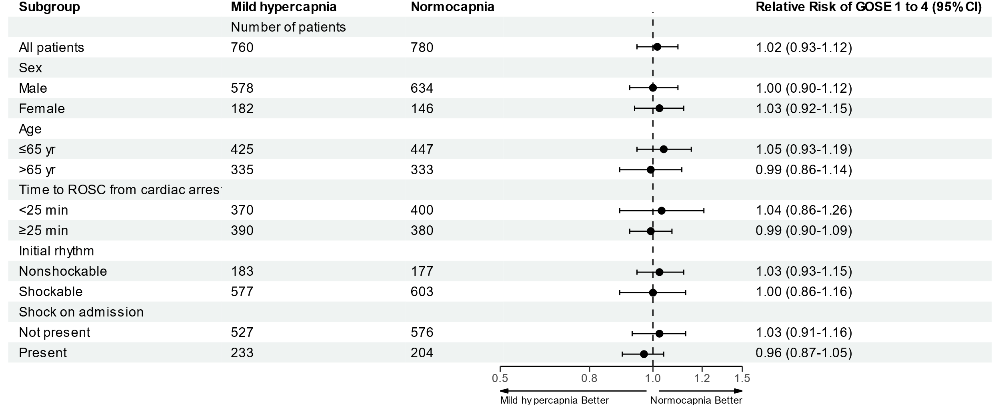 Subgroup Mild hypercapnia Normocapnia Relative Risk of GOSE 1 to 4 (95% CI)
Number of patients
All patients 760 780 1.02 (0.93-1.12)
Sex
Male 578 634 1.00 (0.90-1.12)
Female 182 146 1.03 (0.92-1.15)
Age
≤65 yr 425 447 1.05 (0.93-1.19)
>65 yr 335 333 0.99 (0.86-1.14)
Time to ROSC from cardiac arres
<25 min 370 400 1.04 (0.86-1.26)
≥25 min 390 380 0.99 (0.90-1.09)
Initial rhythm
Nonshockable 183 177 1.03 (0.93-1.15)
Shockable 577 603 1.00 (0.86-1.16)
Shock on admission
Not present 527 576 1.03 (0.91-1.16)
Present 233 204 0.96 (0.87-1.05)
0.5 0.8 1.0 1.2 1.5
Mild hypercapnia Better Normocapnia Better